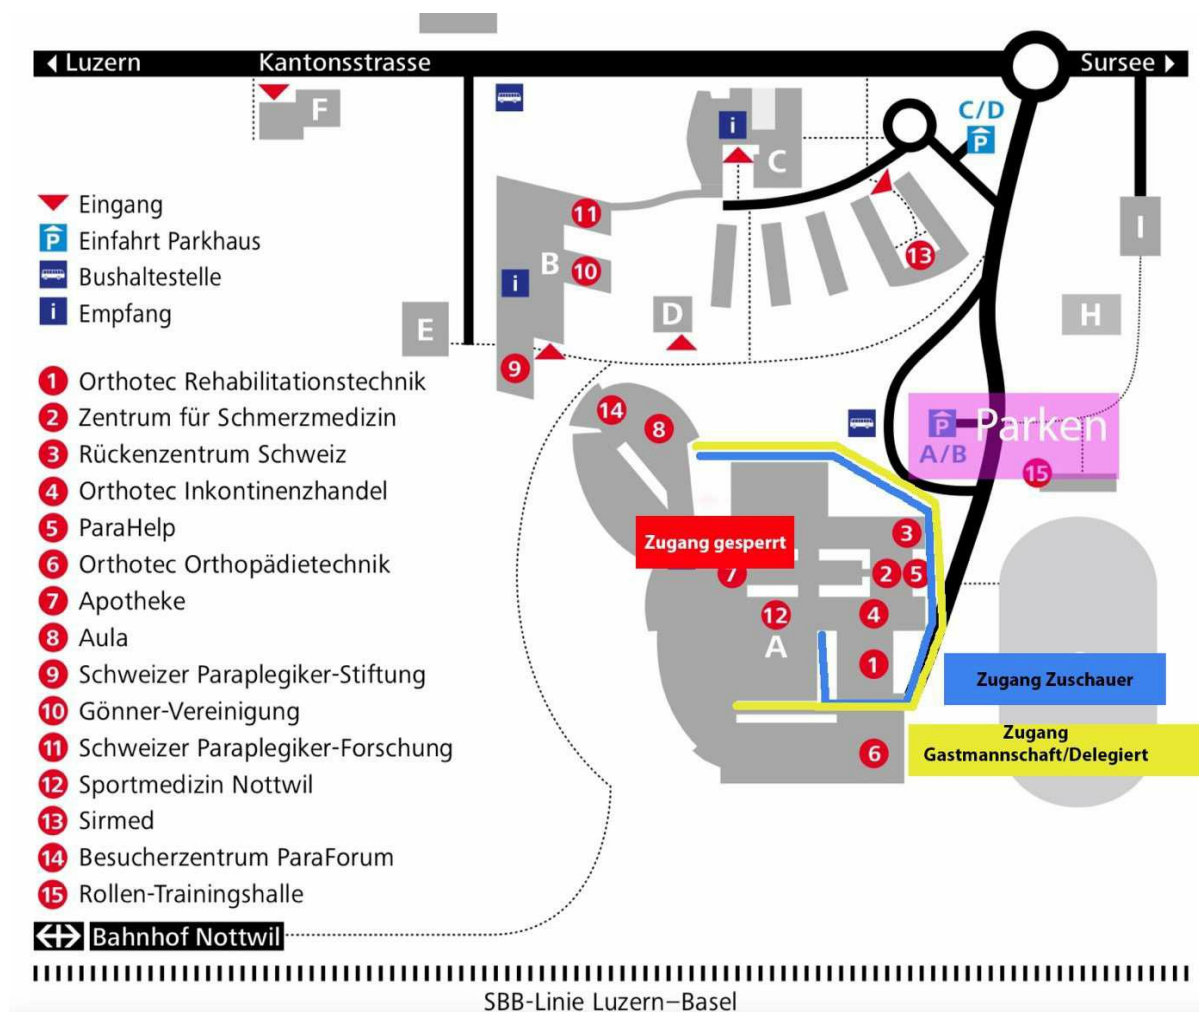 Luzern
Kantonsstrasse
Sursee
F
i
C
C/D
P
Eingang
P Einfahrt Parkhaus
Bushaltestelle
i Empfang
11
B
10
i
13
I
E
D
H
9
14
8
P
A/B
Parken
15
Zugang gesperrt
3
7
2
5
12
4
A
1
Zugang Zuschauer
Zugang
Gastmannschaft/Delegiert
6
1 Orthotec Rehabilitationstechnik
2 Zentrum für Schmerzmedizin
3 Rückenzentrum Schweiz
4 Orthotec Inkontinenzhandel
5 ParaHelp
6 Orthotec Orthopädietechnik
7 Apotheke
8 Aula
9 Schweizer Paraplegiker-Stiftung
10 Gönner-Vereinigung
11 Schweizer Paraplegiker-Forschung
12 Sportmedizin Nottwil
13 Sirmed
14 Besucherzentrum ParaForum
15 Rollen-Trainingshalle
Bahnhof Nottwil
SBB-Linie Luzern–Basel